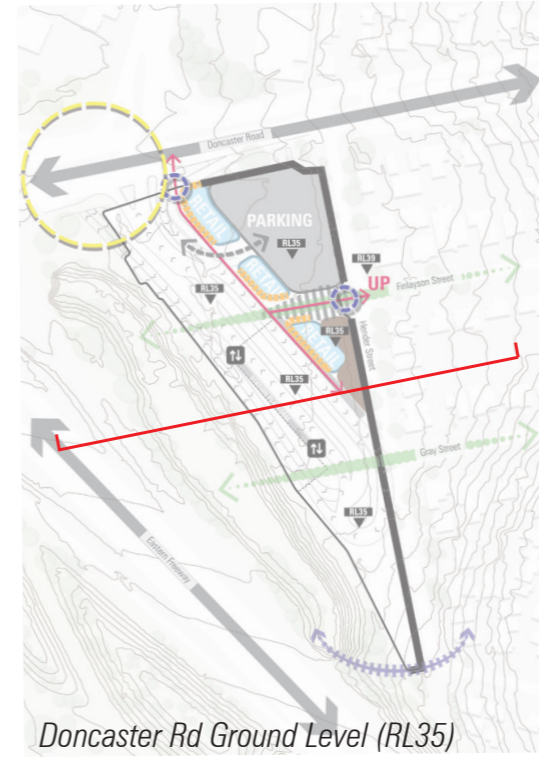 Doncaster Road
RETAIL
PARKING
RL35
RL39
RETAIL
UP
Finlayson Street
RL35
RL35
RETAIL
Hender Street
RL35
Gray Street
RL35
Eastern Freeway
Doncaster Rd Ground Level (RL35)